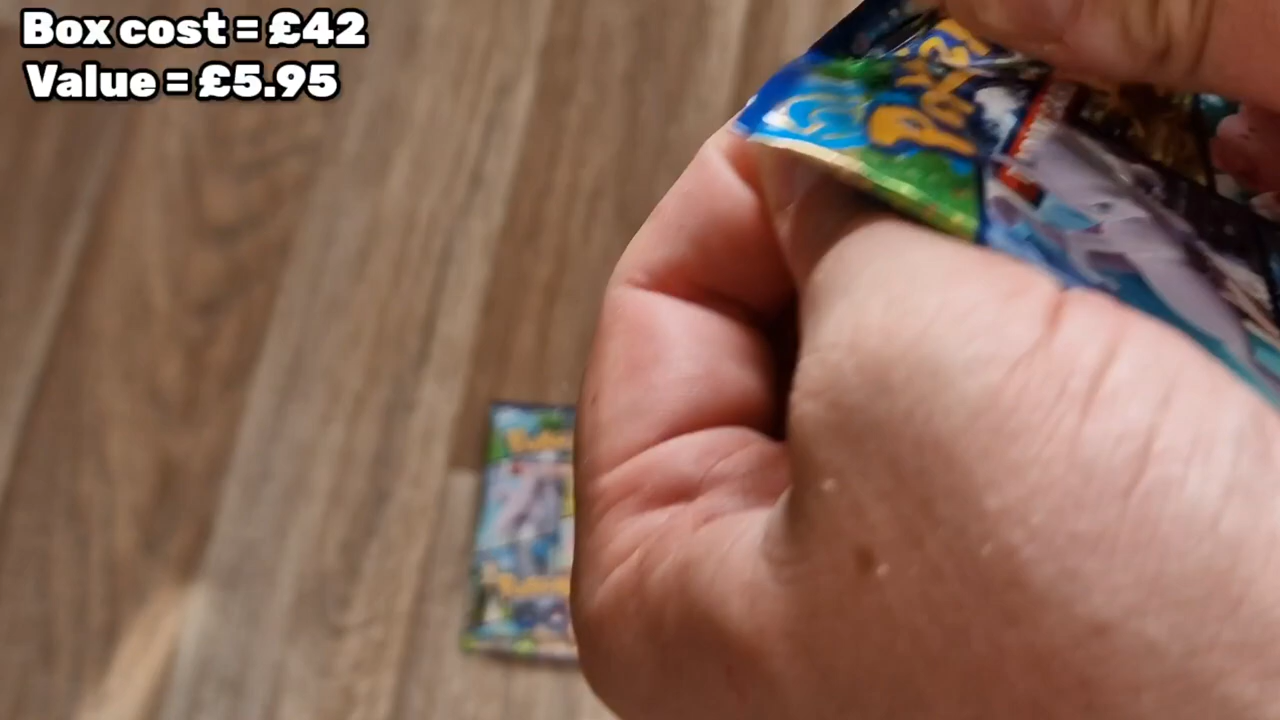 Box cost = £42
Value = £5.95